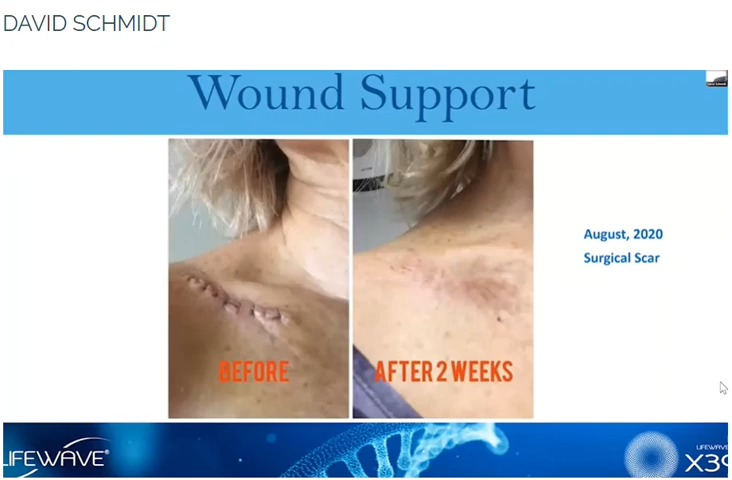 DAVID SCHMIDT
Wound Support
BEFORE
AFTER 2 WEEKS
August, 2020
Surgical Scar
LIFEWAVE®
LIFEWAVE
X39